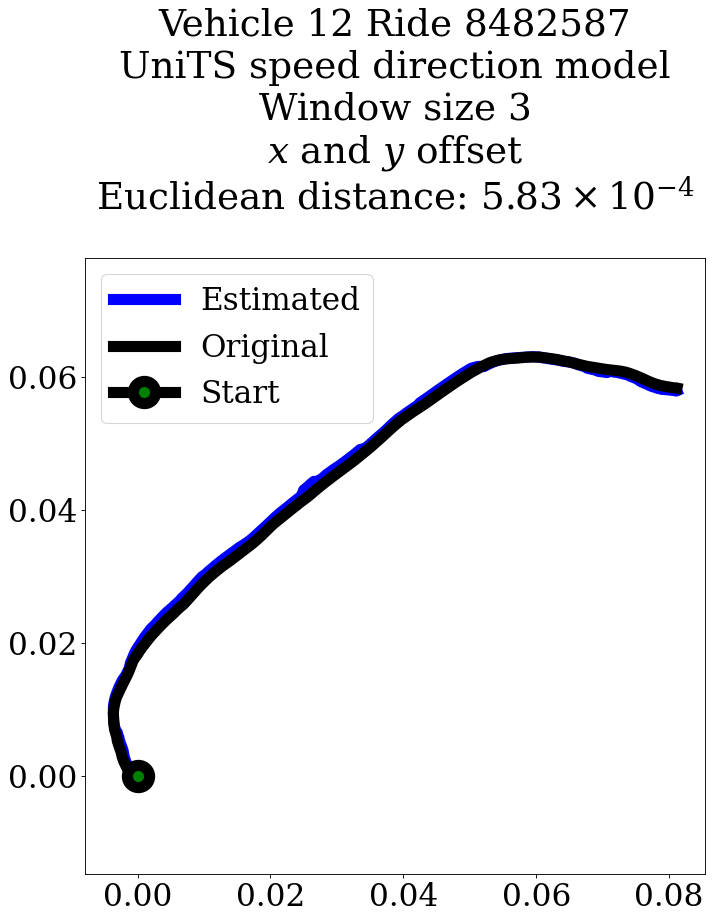 Vehicle 12 Ride 8482587
UniTS speed direction model
Window size 3
x and y offset
Euclidean distance: 5.83 × 10⁻⁴
Estimated
Original
Start
0.06
0.04
0.02
0.00
0.00 0.02 0.04 0.06 0.08